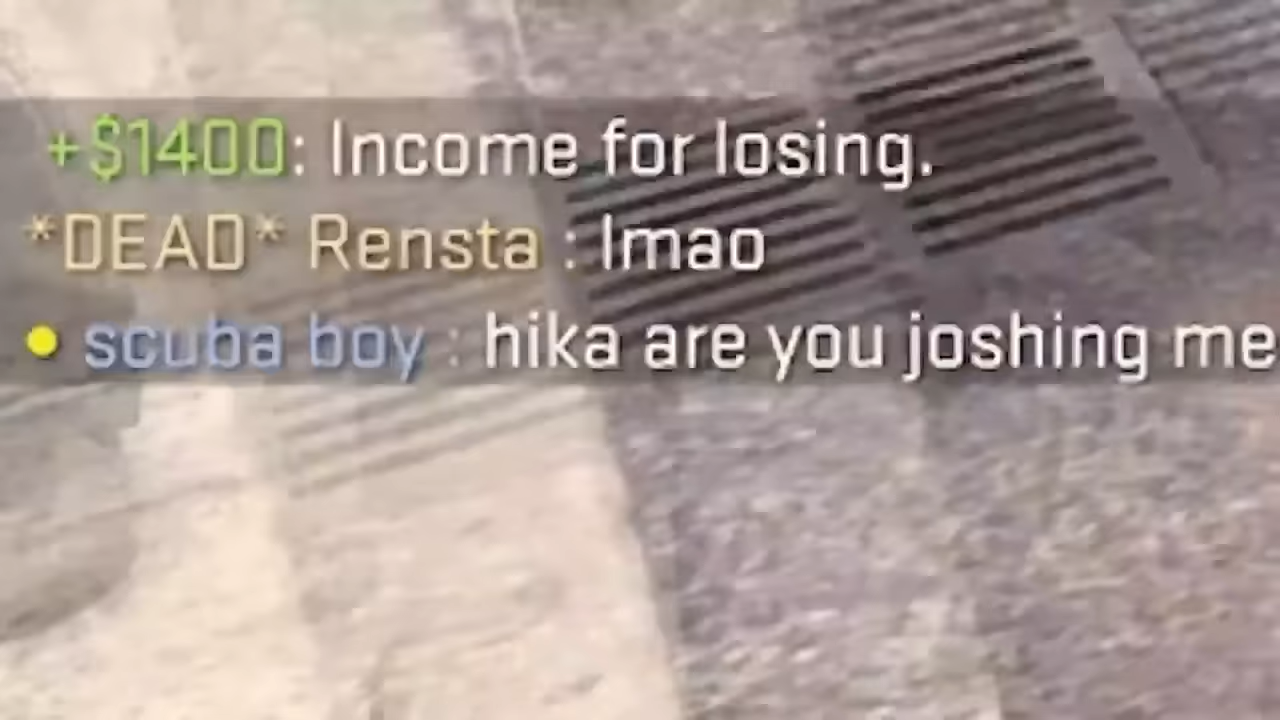 +$1400: Income for losing.
*DEAD* Rensta : lmao
scuba boy : hika are you joshing me